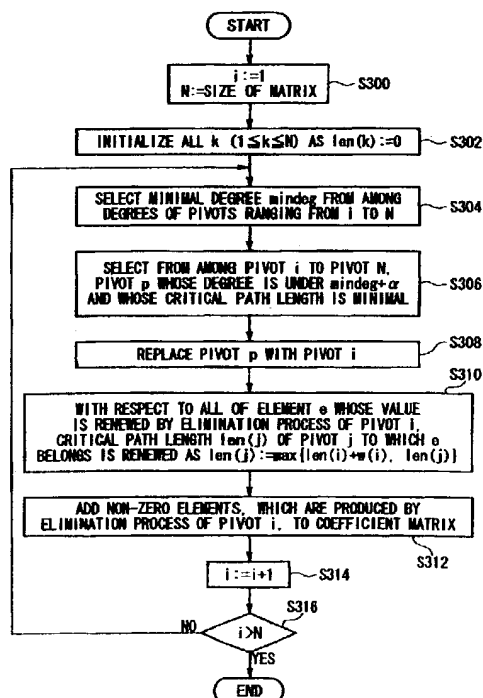 START
i:=1
N:=SIZE OF MATRIX
S300
INITIALIZE ALL k (1≦k≦N) AS len(k):=0
S302
SELECT MINIMAL DEGREE mindeg FROM AMONG
DEGREES OF PIVOTS RANGING FROM i TO N
S304
SELECT FROM AMONG PIVOT i TO PIVOT N,
PIVOT p WHOSE DEGREE IS UNDER mindeg+α
AND WHOSE CRITICAL PATH LENGTH IS MINIMAL
S306
REPLACE PIVOT p WITH PIVOT i
S308
S310
WITH RESPECT TO ALL OF ELEMENT e WHOSE VALUE
IS RENEWED BY ELIMINATION PROCESS OF PIVOT i,
CRITICAL PATH LENGTH len(j) OF PIVOT j TO WHICH e
BELONGS IS RENEWED AS len(j):=max{len(i)+w(i), len(j)}
ADD NON-ZERO ELEMENTS, WHICH ARE PRODUCED BY
ELIMINATION PROCESS OF PIVOT i, TO COEFFICIENT MATRIX
S312
i:=i+1
S314
S316
i>N
NO
YES
END